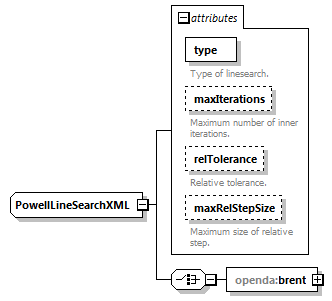 attributes
type
Type of linesearch.
maxIterations
Maximum number of inner
iterations.
relTolerance
Relative tolerance.
PowellLineSearchXML
maxRelStepSize
Maximum size of relative
step.
openda:brent